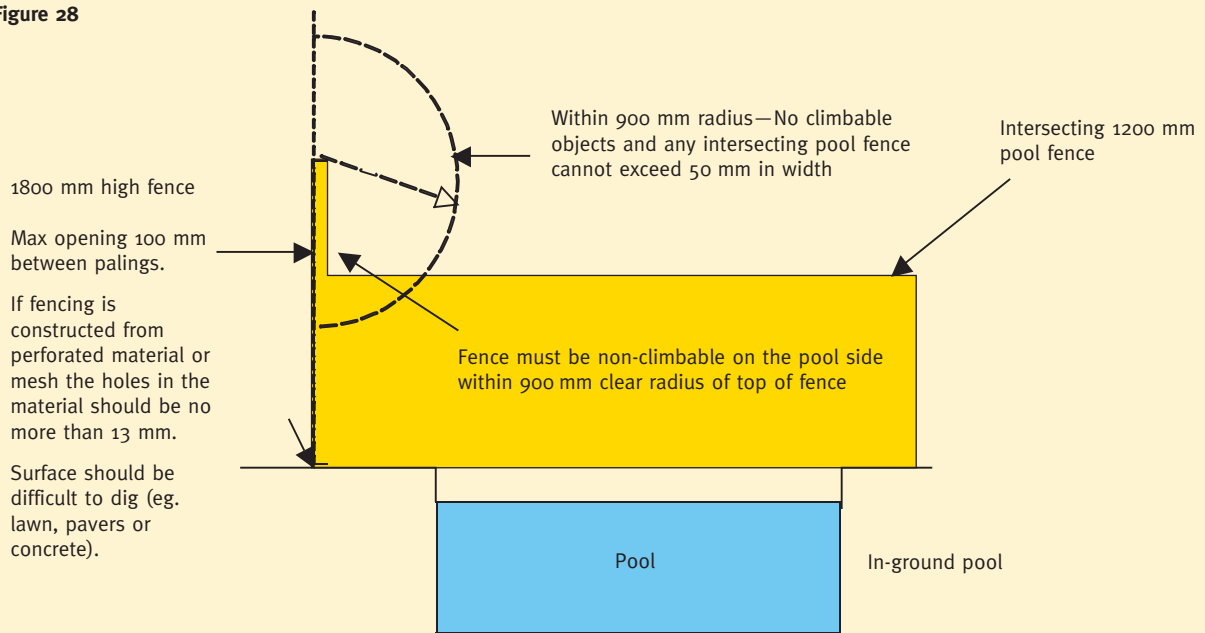 Figure 28
Within 900 mm radius—No climbable
objects and any intersecting pool fence
cannot exceed 50 mm in width
Intersecting 1200 mm
pool fence
1800 mm high fence
Max opening 100 mm
between palings.
If fencing is
constructed from
perforated material or
mesh the holes in the
material should be no
more than 13 mm.
Surface should be
difficult to dig (eg.
lawn, pavers or
concrete).
Fence must be non-climbable on the pool side
within 900 mm clear radius of top of fence
Pool
In-ground pool